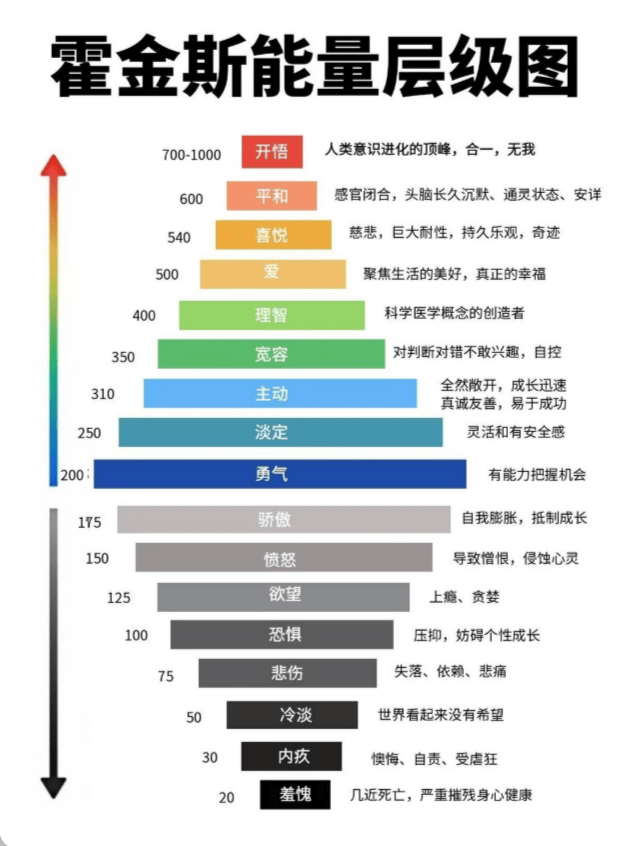 霍金斯能量层级图
700-1000 开悟 人类意识进化的顶峰，合一，无我
600 平和 感官闭合，头脑长久沉默、通灵状态、安详
540 喜悦 慈悲，巨大耐性，持久乐观，奇迹
500 爱 聚焦生活的美好，真正的幸福
400 理智 科学医学概念的创造者
350 宽容 对判断对错不敢兴趣，自控
310 主动 全然敞开，成长迅速
真诚友善，易于成功
250 淡定 灵活和有安全感
200 勇气 有能力把握机会
175 骄傲 自我膨胀，抵制成长
150 愤怒 导致憎恨，侵蚀心灵
125 欲望 上瘾、贪婪
100 恐惧 压抑，妨碍个性成长
75 悲伤 失落、依赖、悲痛
50 冷淡 世界看起来没有希望
30 内疚 懊悔、自责、受虐狂
20 羞愧 几近死亡，严重摧残身心健康